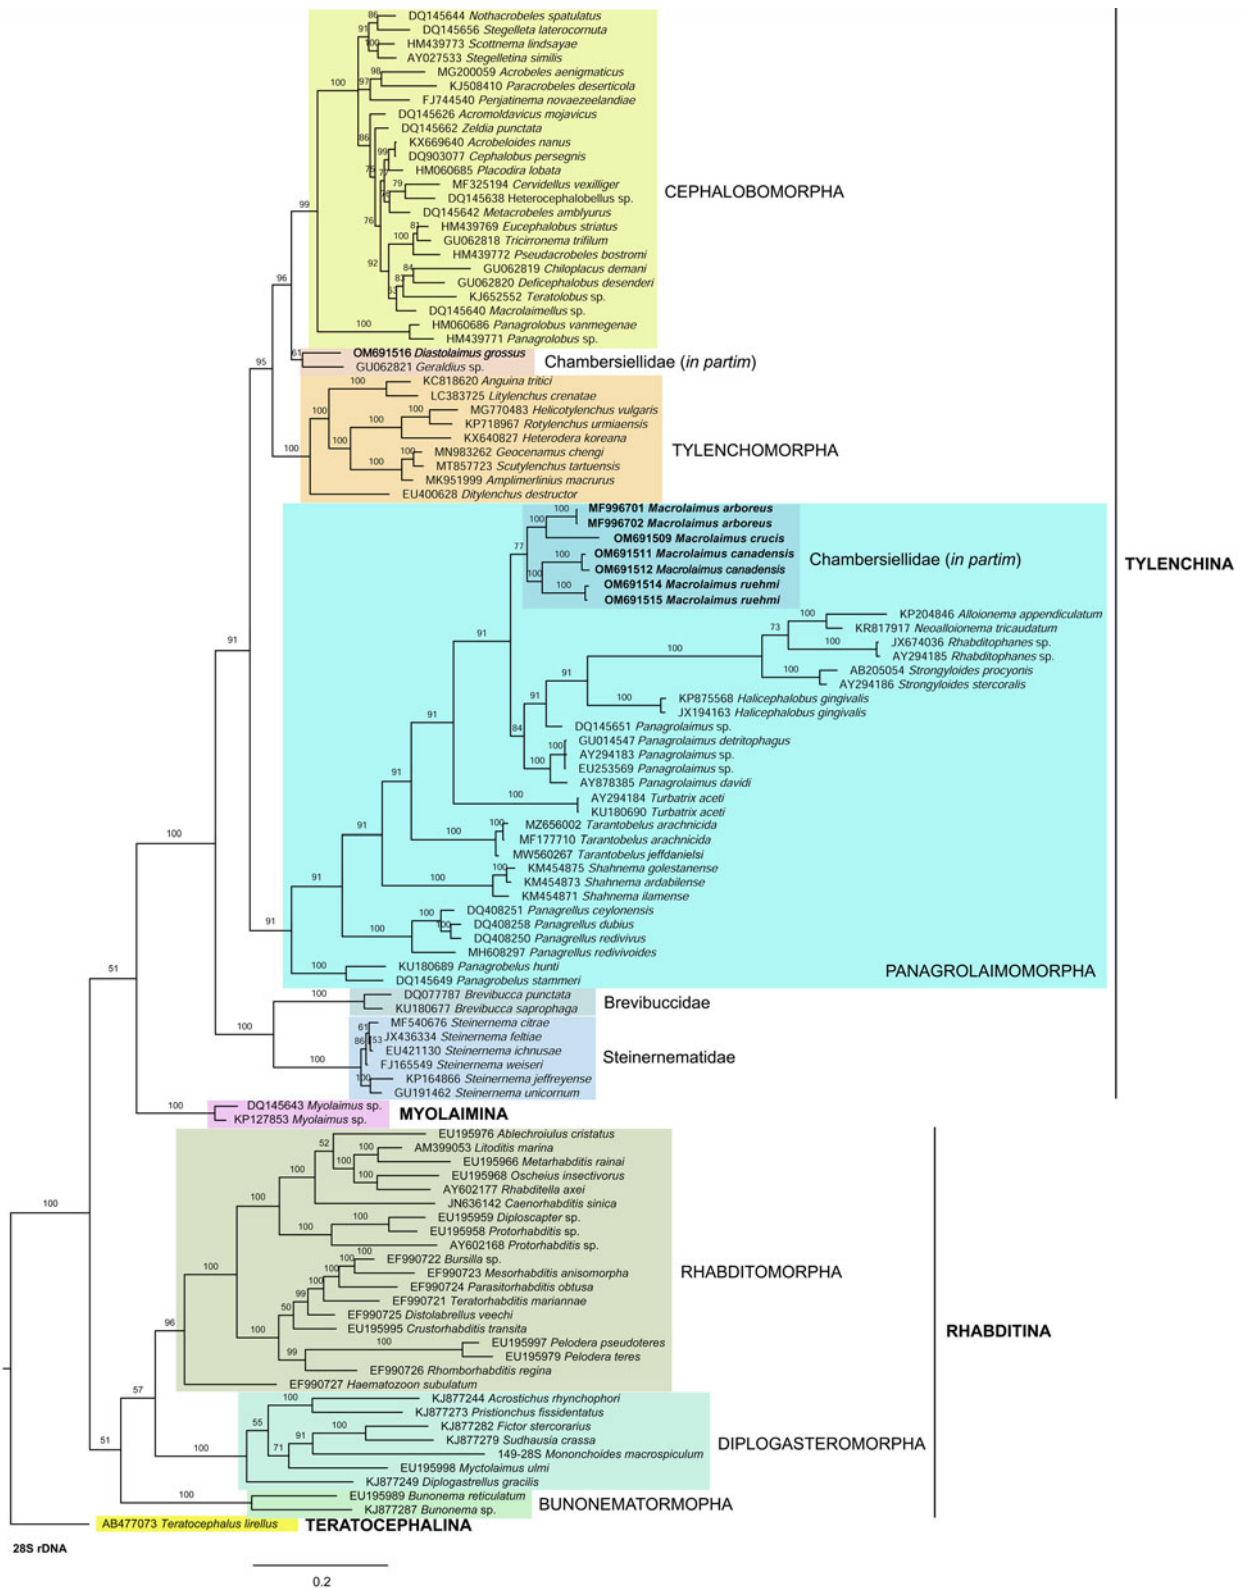 DQ145644 Nothacrobeles spatulatus
DQ145656 Stegelleta laterocornuta
HM439773 Scottnema lindsayae
AY027533 Stegelletina similis
MG200059 Acrobeles aenigmaticus
KJ508410 Paracrobeles deserticola
FJ744540 Penjatinema novaezeelandiae
DQ145626 Acromoldavicus mojavicus
DQ145662 Zeldia punctata
KX669640 Acrobeloides nanus
DQ903077 Cephalobus persegnis
HM060685 Placodira lobata
MF325194 Cervidellus vexilliger
DQ145638 Heterocephalobellus sp.
DQ145642 Metacrobeles amblyurus
HM439769 Eucephalobus striatus
GU062818 Tricirronema trifilum
HM439772 Pseudacrobeles bostromi
GU062819 Chiloplacus demani
GU062820 Deficephalobus desenderi
KJ652552 Teratolobus sp.
DQ145640 Macrolaimellus sp.
HM060686 Panagrolobus vanmegenae
HM439771 Panagrolobus sp.
CEPHALOBOMORPHA
OM691516 Diastolaimus grossus
GU062821 Geraldius sp.
Chambersiellidae (in partim)
KC818620 Anguina tritici
LC383725 Litylenchus crenatae
MG770483 Helicotylenchus vulgaris
KP718967 Rotylenchus urmiaensis
KX640827 Heterodera koreana
MN983262 Geocenamus chengi
MT857723 Scutylenchus tartuensis
MK951999 Amplimerlinius macrurus
EU400628 Ditylenchus destructor
TYLENCHOMORPHA
MF996701 Macrolaimus arboreus
MF996702 Macrolaimus arboreus
OM691509 Macrolaimus crucis
OM691511 Macrolaimus canadensis
OM691512 Macrolaimus canadensis
OM691514 Macrolaimus ruehmi
OM691515 Macrolaimus ruehmi
Chambersiellidae (in partim)
TYLENCHINA
KP204846 Alloionema appendiculatum
KR817917 Neoalloionema tricaudatum
JX674036 Rhabditophanes sp.
AY294185 Rhabditophanes sp.
AB205054 Strongyloides procyonis
AY294186 Strongyloides stercoralis
KP875568 Halicephalobus gingivalis
JX194163 Halicephalobus gingivalis
DQ145651 Panagrolaimus sp.
GU014547 Panagrolaimus detritophagus
AY294183 Panagrolaimus sp.
EU253569 Panagrolaimus sp.
AY878385 Panagrolaimus davidi
AY294184 Turbatrix aceti
KU180690 Turbatrix aceti
MZ656002 Tarantobelus arachnicida
MF177710 Tarantobelus arachnicida
MW560267 Tarantobelus jeffdanielsi
KM454875 Shahnema golestanense
KM454873 Shahnema ardabilense
KM454871 Shahnema ilamense
DQ408251 Panagrellus ceylonensis
DQ408258 Panagrellus dubius
DQ408250 Panagrellus redivivus
MH608297 Panagrellus redivivoides
KU180689 Panagrobelus hunti
DQ145649 Panagrobelus stammeri
PANAGROLAIMOMORPHA
DQ077787 Brevibucca punctata
KU180677 Brevibucca saprophaga
Brevibuccidae
MF540676 Steinernema citrae
JX436334 Steinernema feltiae
EU421130 Steinernema ichnusae
FJ165549 Steinernema weiseri
KP164866 Steinernema jeffreyense
GU191462 Steinernema unicornum
Steinernematidae
DQ145643 Myolaimus sp.
KP127853 Myolaimus sp.
MYOLAIMINA
EU195976 Ablechroiulus cristatus
AM399053 Litoditis marina
EU195966 Metarhabditis rainai
EU195968 Oscheius insectivorus
AY602177 Rhabditella axei
JN636142 Caenorhabditis sinica
EU195959 Diploscapter sp.
EU195958 Protorhabditis sp.
AY602168 Protorhabditis sp.
EF990722 Bursilla sp.
EF990723 Mesorhabditis anisomorpha
EF990724 Parasitorhabditis obtusa
EF990721 Teratorhabditis mariannae
EF990725 Distolabrellus veechi
EU195995 Crustorhabditis transita
EU195997 Pelodera pseudoteres
EU195979 Pelodera teres
EF990726 Rhomborhabditis regina
EF990727 Haematozoon subulatum
RHABDITOMORPHA
RHABDITINA
KJ877244 Acrostichus rhynchophori
KJ877273 Pristionchus fissidentatus
KJ877282 Fictor stercorarius
KJ877279 Sudhausia crassa
149-28S Mononchoides macrospiculum
EU195998 Myctolaimus ulmi
KJ877249 Diplogastrellus gracilis
DIPLOGASTEROMORPHA
EU195989 Bunonema reticulatum
KJ877287 Bunonema sp.
BUNONEMATORMOPHA
AB477073 Teratocephalus lirellus
TERATOCEPHALINA
28S rDNA
0.2